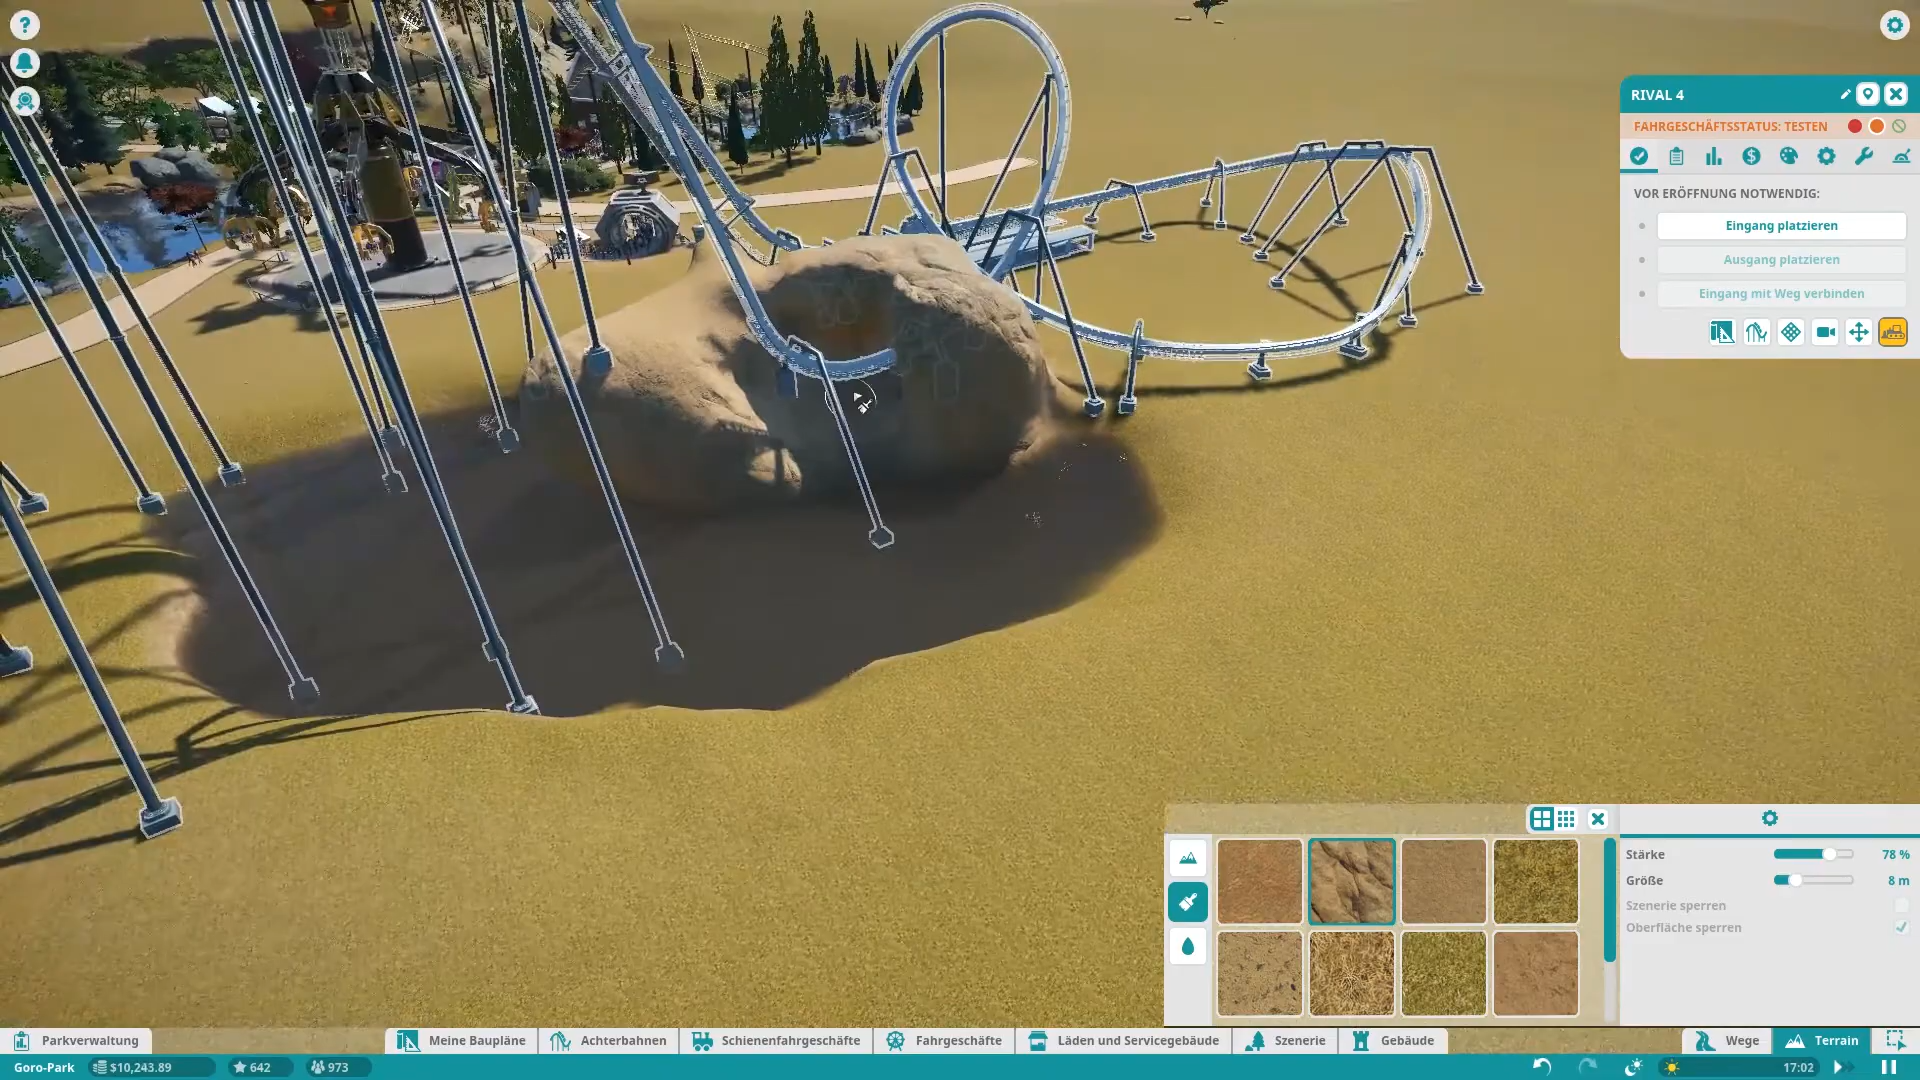 ?
RIVAL 4
FAHRGESCHÄFTSSTATUS: TESTEN
VOR ERÖFFNUNG NOTWENDIG:
Eingang platzieren
Ausgang platzieren
Eingang mit Weg verbinden
Stärke 78 %
Größe 8 m
Szenerie sperren
Oberfläche sperren
Parkverwaltung
Meine Baupläne
Achterbahnen
Schienenfahrgeschäfte
Fahrgeschäfte
Läden und Servicegebäude
Szenerie
Gebäude
Wege
Terrain
Goro-Park
$10,243.89
642
973
17:02